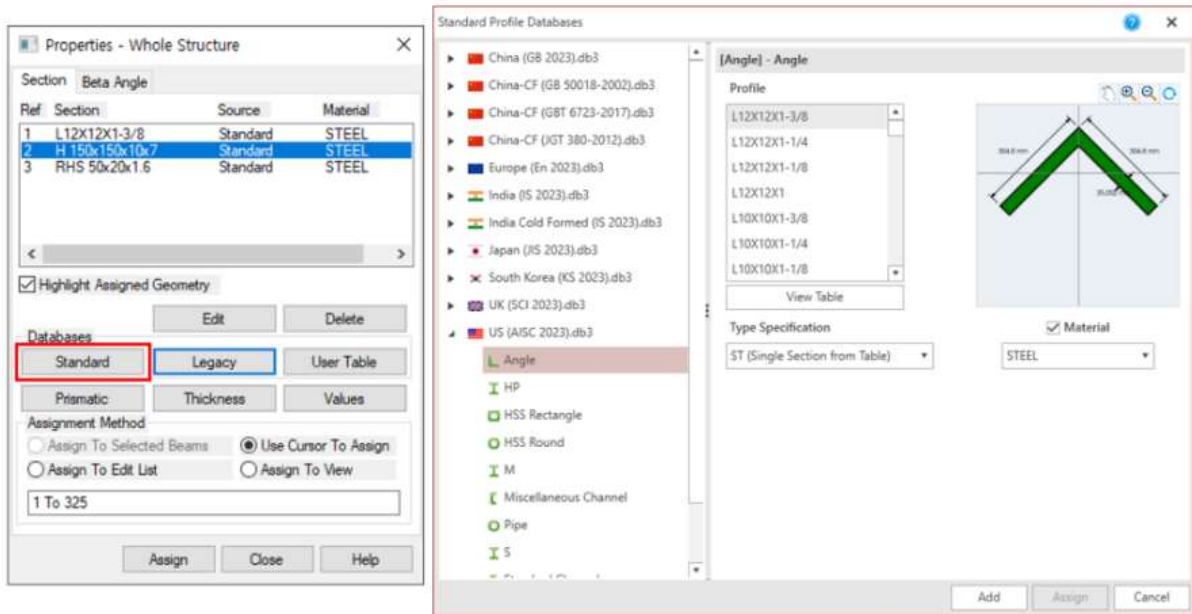 Properties - Whole Structure
Section Beta Angle
Ref Section Source Material
1 L12X12X1-3/8 Standard STEEL
2 H 150x150x10x7 Standard STEEL
3 RHS 50x20x1.6 Standard STEEL
Highlight Assigned Geometry
Edit Delete
Databases
Standard Legacy User Table
Prismatic Thickness Values
Assignment Method
Assign To Selected Beams Use Cursor To Assign
Assign To Edit List Assign To View
1 To 325
Assign Close Help
Standard Profile Databases
China (GB 2023).db3
China-CF (GB 50018-2002).db3
China-CF (GBT 6723-2017).db3
China-CF (JGT 380-2012).db3
Europe (En 2023).db3
India (IS 2023).db3
India Cold Formed (IS 2023).db3
Japan (JIS 2023).db3
South Korea (KS 2023).db3
UK (SCI 2023).db3
US (AISC 2023).db3
Angle
HP
HSS Rectangle
HSS Round
M
Miscellaneous Channel
Pipe
S
[Angle] - Angle
Profile
L12X12X1-3/8
L12X12X1-1/4
L12X12X1-1/8
L12X12X1
L10X10X1-3/8
L10X10X1-1/4
L10X10X1-1/8
View Table
304.8 mm 304.8 mm
Type Specification Material
ST (Single Section from Table) STEEL
Add Assign Cancel